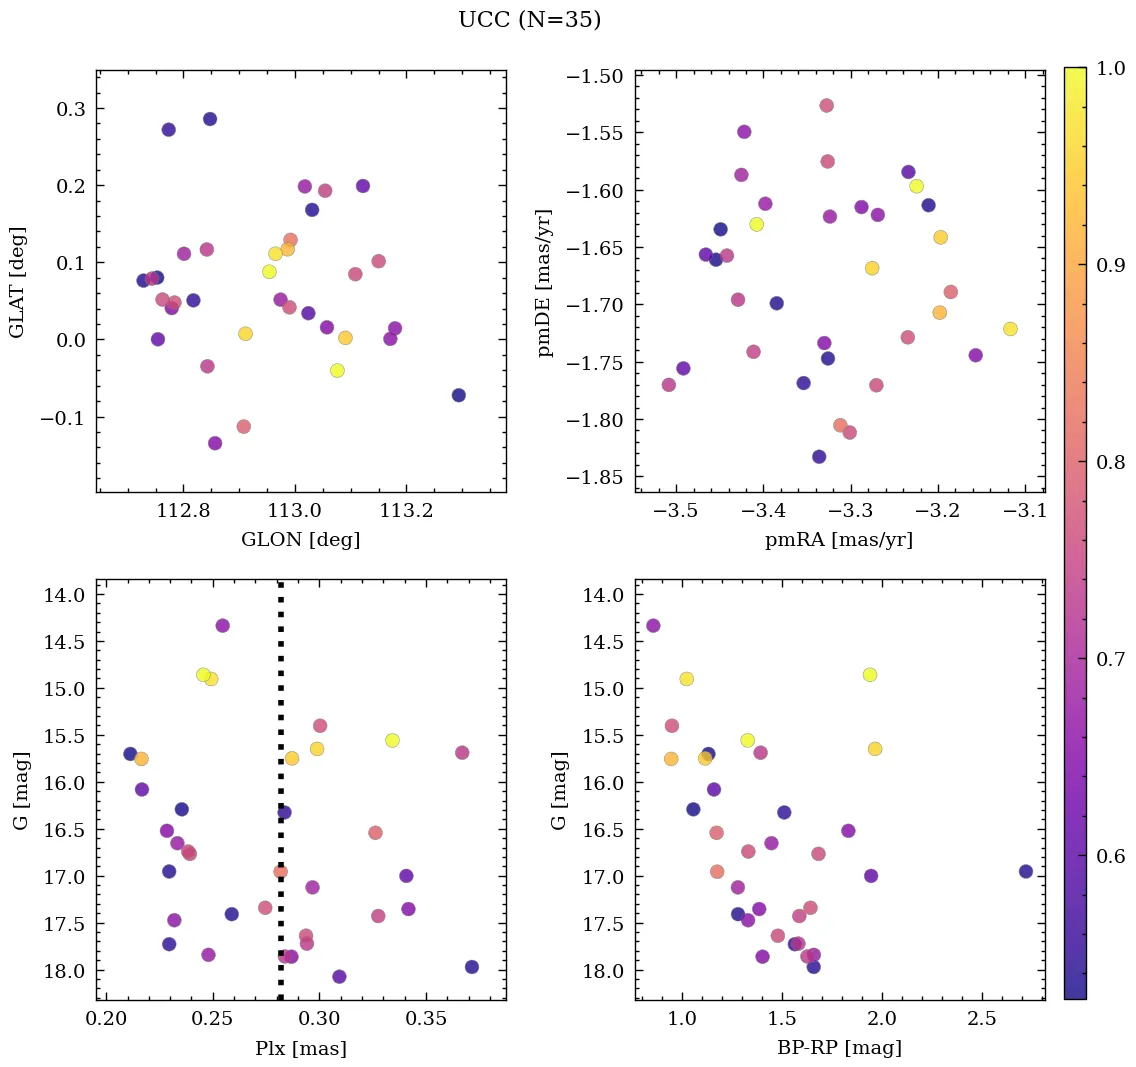 UCC (N=35)
0.3
0.2
0.1
0.0
−0.1
GLAT [deg]
112.8 113.0 113.2
GLON [deg]
−1.50
−1.55
−1.60
−1.65
−1.70
−1.75
−1.80
−1.85
pmDE [mas/yr]
−3.5 −3.4 −3.3 −3.2 −3.1
pmRA [mas/yr]
14.0
14.5
15.0
15.5
16.0
16.5
17.0
17.5
18.0
G [mag]
0.20 0.25 0.30 0.35
Plx [mas]
14.0
14.5
15.0
15.5
16.0
16.5
17.0
17.5
18.0
G [mag]
1.0 1.5 2.0 2.5
BP-RP [mag]
1.0
0.9
0.8
0.7
0.6